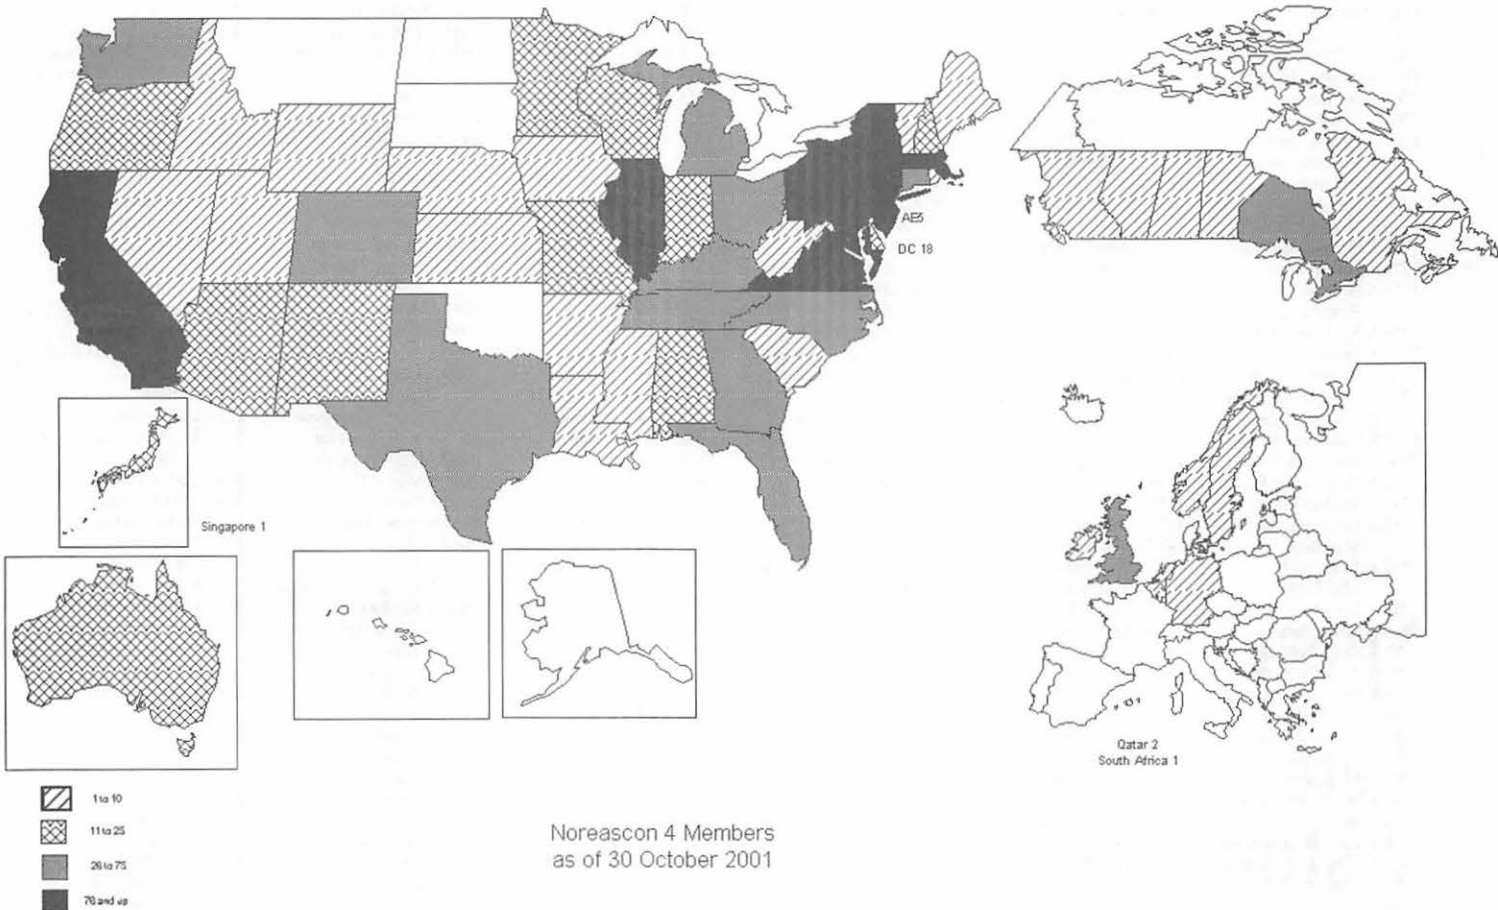 AE5
DC 18
Singapore 1
Qatar 2
South Africa 1
1 to 10
11 to 25
26 to 75
76 and up
Noreascon 4 Members
as of 30 October 2001